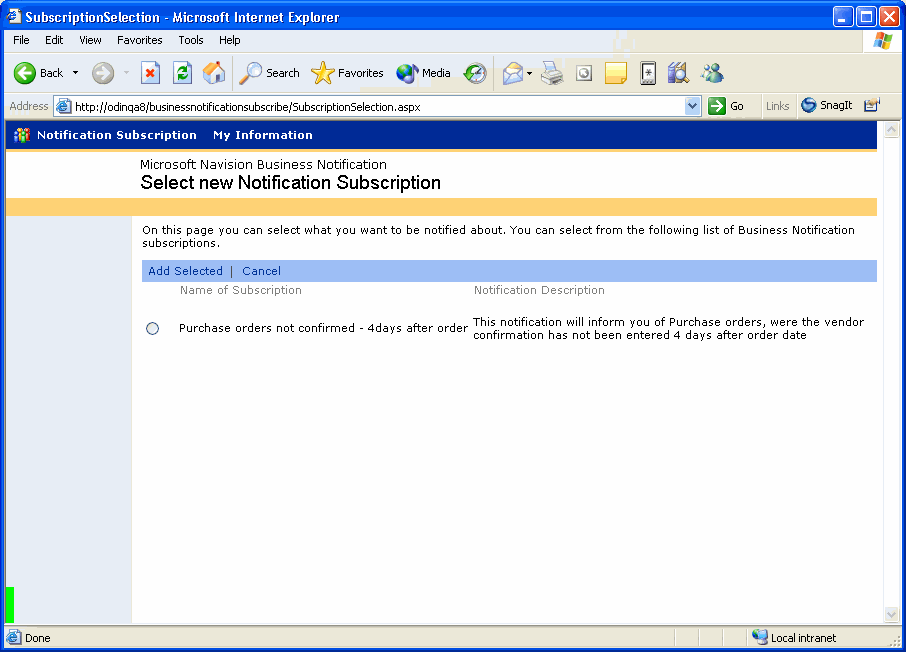 SubscriptionSelection - Microsoft Internet Explorer
File Edit View Favorites Tools Help
Back Search Favorites Media
Address http://odinqa8/businessnotificationsubscribe/SubscriptionSelection.aspx Go Links SnagIt
Notification Subscription My Information
Microsoft Navision Business Notification
Select new Notification Subscription
On this page you can select what you want to be notified about. You can select from the following list of Business Notification
subscriptions.
Add Selected | Cancel
Name of Subscription Notification Description
Purchase orders not confirmed - 4days after order
This notification will inform you of Purchase orders, were the vendor
confirmation has not been entered 4 days after order date
Done Local intranet